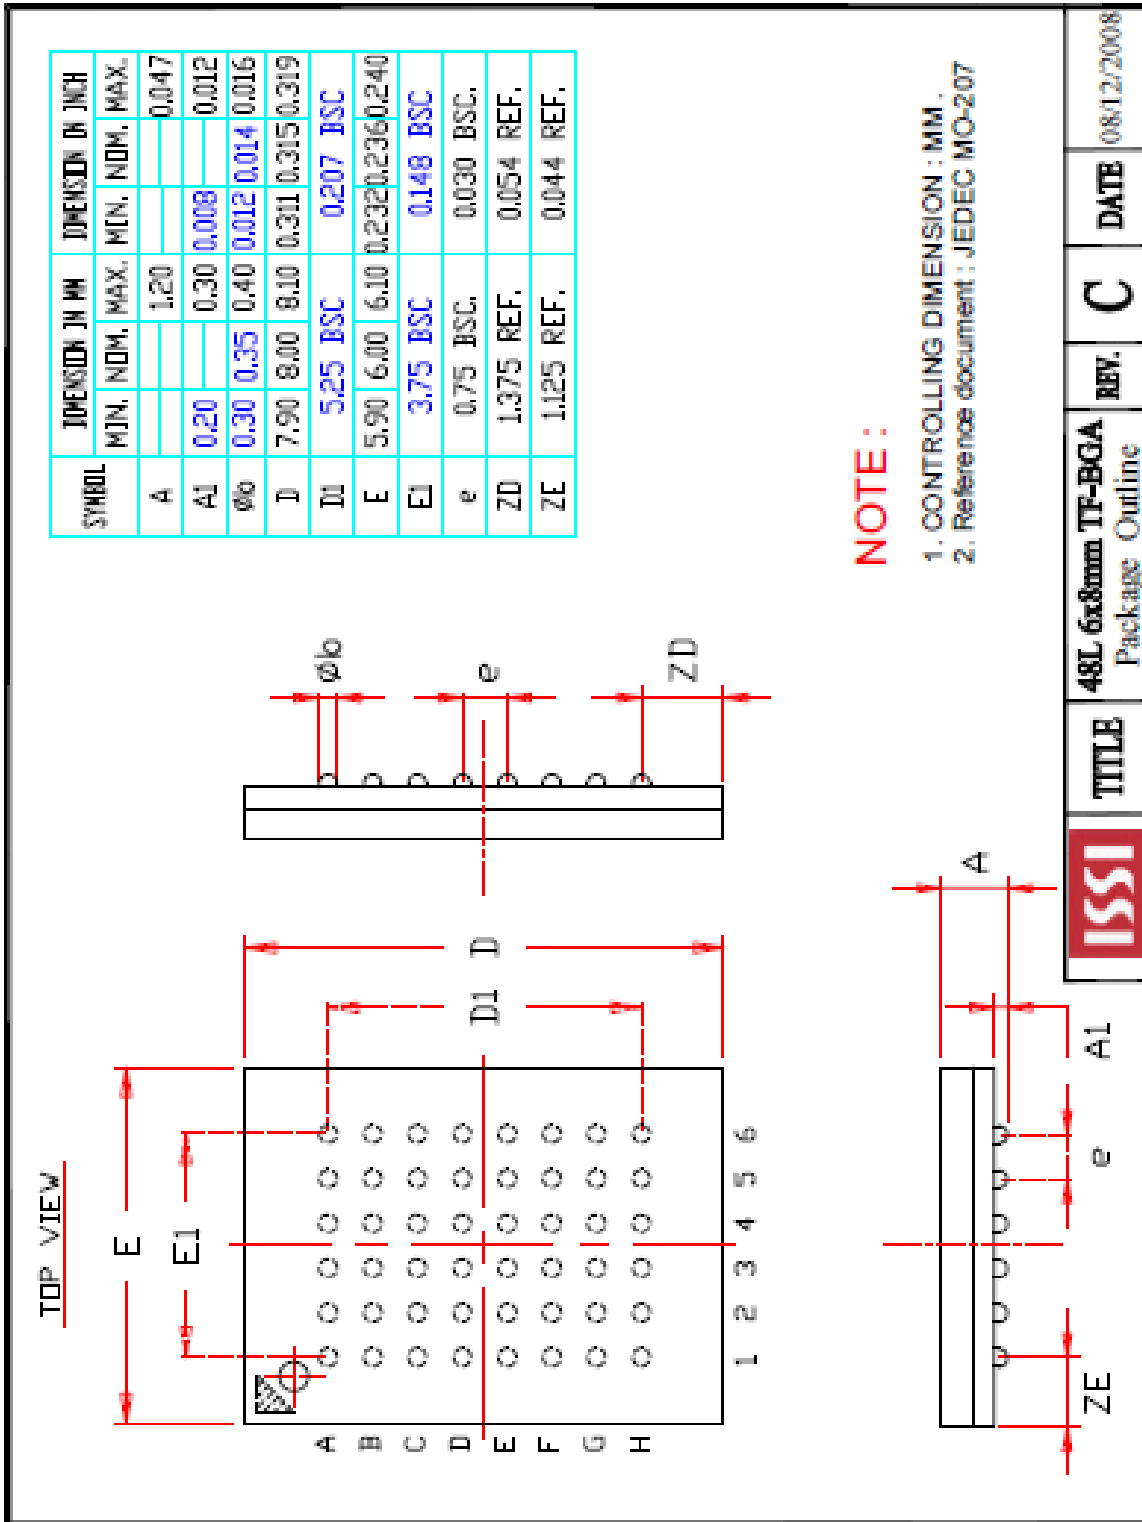 TOP VIEW
E
E1
A
B
C
D
E
F
G
H
1 2 3 4 5 6
D1
D
Øb
e
ZD
ZE
e
A1
A
SYMBOL DIMENSION IN MM DIMENSION IN INCH
MIN. NOM. MAX. MIN. NOM. MAX.
A 1.20 0.047
A1 0.20 0.30 0.008 0.012
Øb 0.30 0.35 0.40 0.012 0.014 0.016
D 7.90 8.00 8.10 0.311 0.315 0.319
D1 5.25 BSC 0.207 BSC
E 5.90 6.00 6.10 0.232 0.236 0.240
E1 3.75 BSC 0.148 BSC
e 0.75 BSC. 0.030 BSC.
ZD 1.375 REF. 0.054 REF.
ZE 1.125 REF. 0.044 REF.
NOTE :
1. CONTROLLING DIMENSION : MM .
2. Reference document : JEDEC MO-207
ISSI TITLE 48L 6x8mm TF-BGA
Package Outline
REV. C DATE 08/12/2008